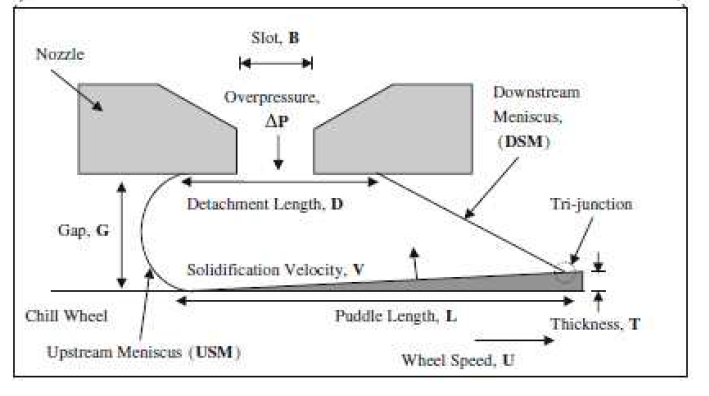 Slot, B
Nozzle
Overpressure,
ΔP
Downstream
Meniscus,
(DSM)
Detachment Length, D
Tri-junction
Gap, G
Solidification Velocity, V
Chill Wheel
Puddle Length, L
Thickness, T
Upstream Meniscus (USM)
Wheel Speed, U